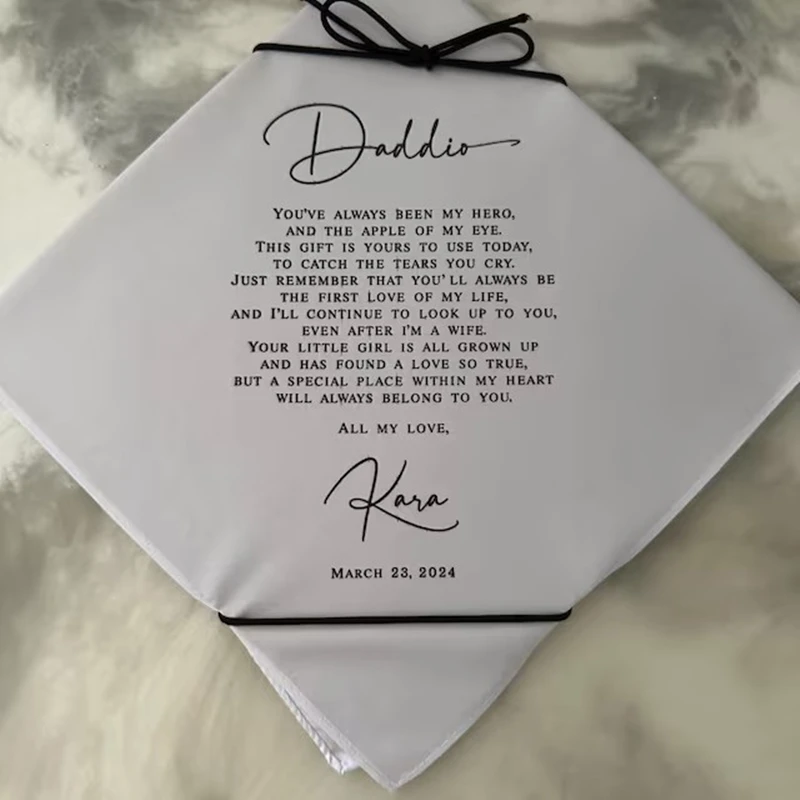 Daddio
You've always been my hero,
and the apple of my eye.
This gift is yours to use today,
to catch the tears you cry.
Just remember that you'll always be
the first love of my life,
and I'll continue to look up to you,
even after I'm a wife.
Your little girl is all grown up
and has found a love so true,
but a special place within my heart
will always belong to you.
All my love,
Kara
March 23, 2024